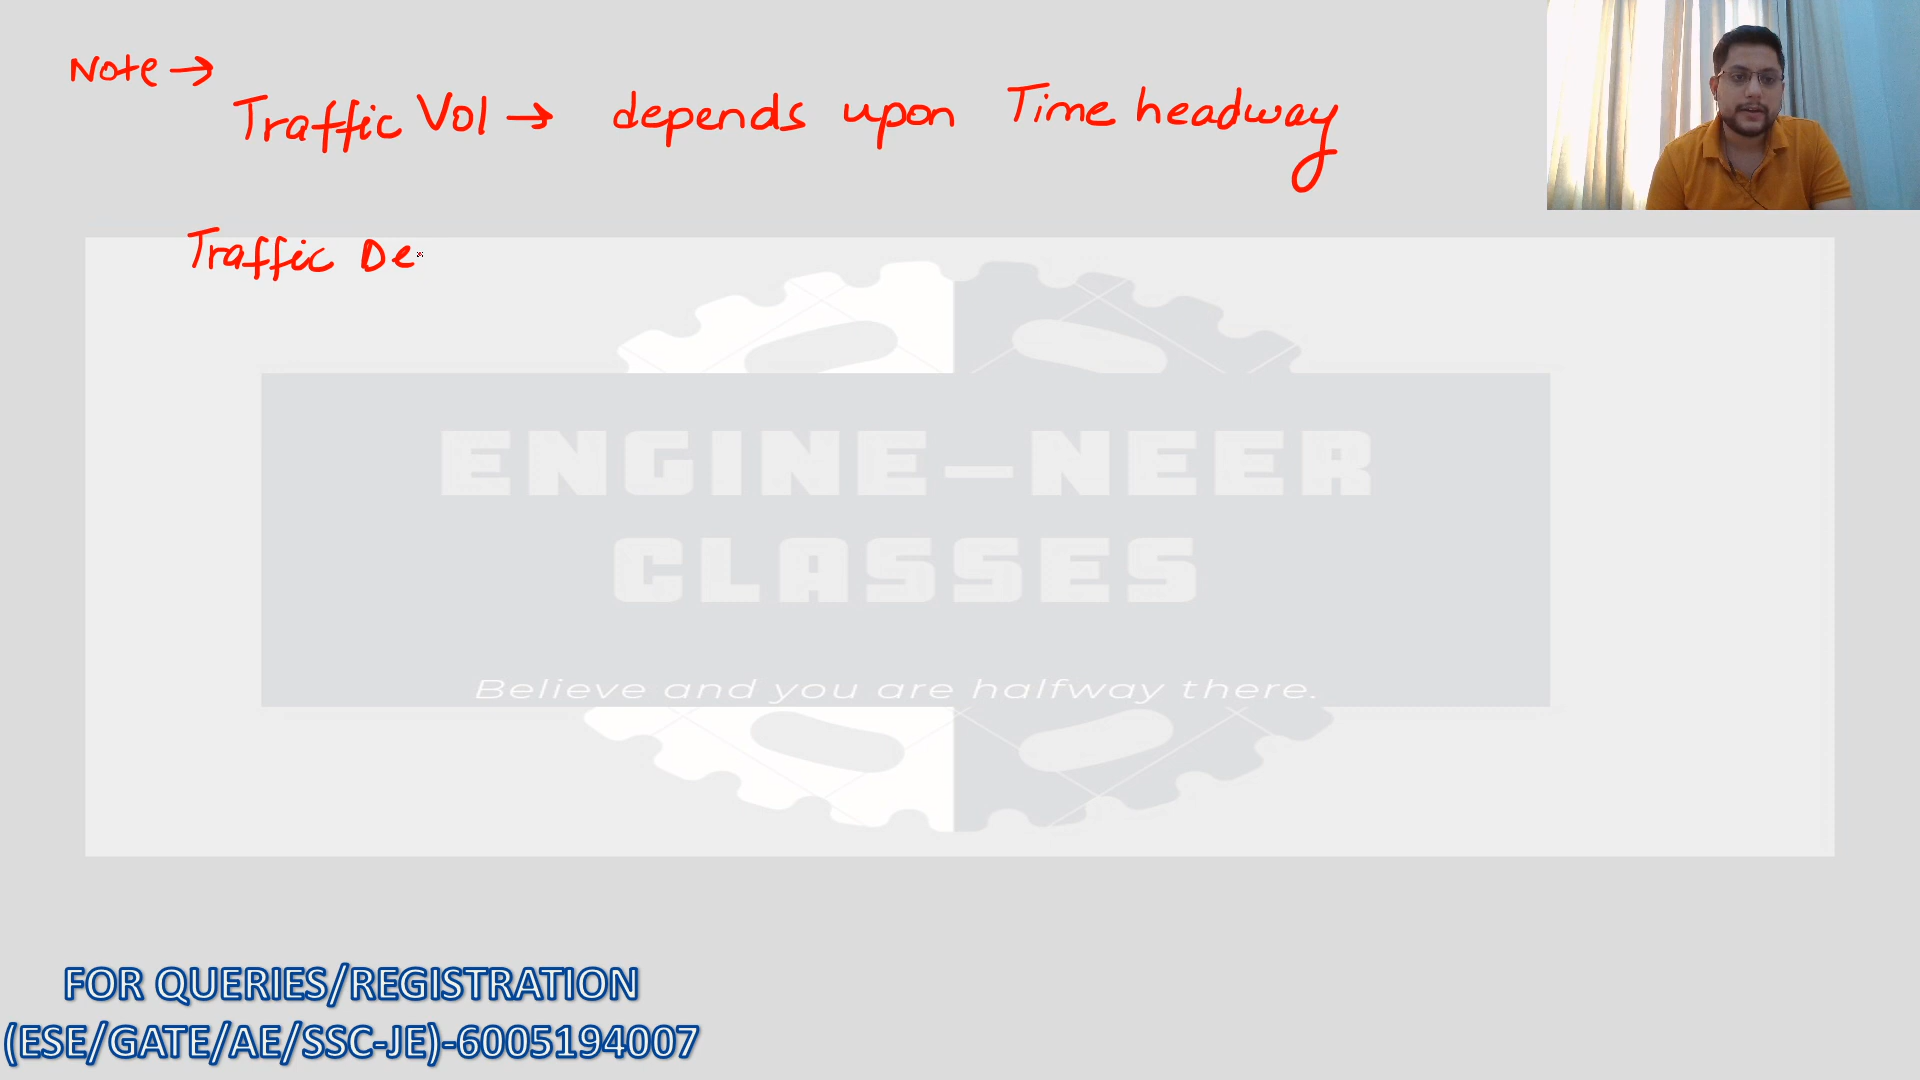 Note →
Traffic Vol → depends upon Time headway
Traffic De
ENGINE–NEER
CLASSES
Believe and you are halfway there.
FOR QUERIES/REGISTRATION
(ESE/GATE/AE/SSC-JE)-6005194007